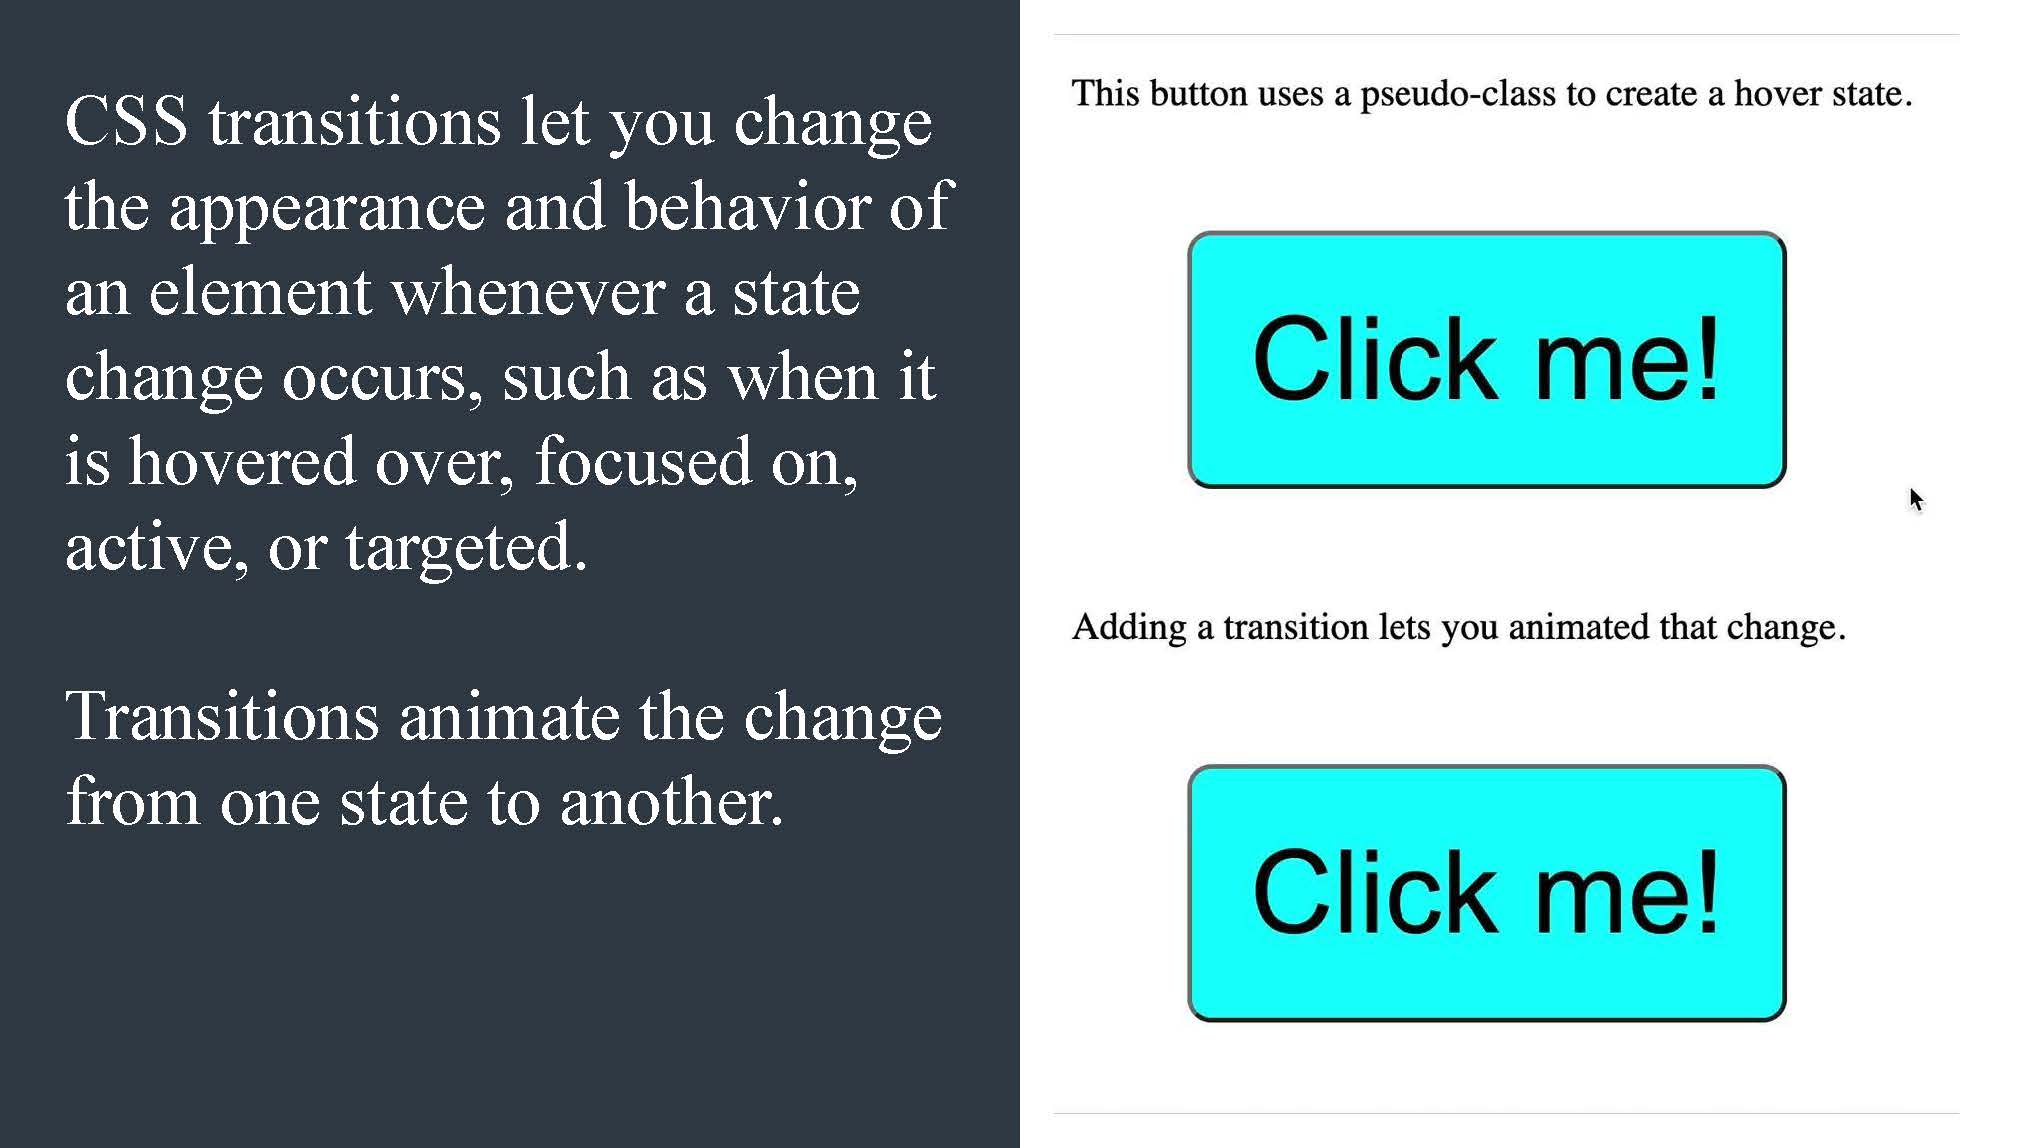 CSS transitions let you change
the appearance and behavior of
an element whenever a state
change occurs, such as when it
is hovered over, focused on,
active, or targeted.
Transitions animate the change
from one state to another.
This button uses a pseudo-class to create a hover state.
Click me!
Adding a transition lets you animated that change.
Click me!